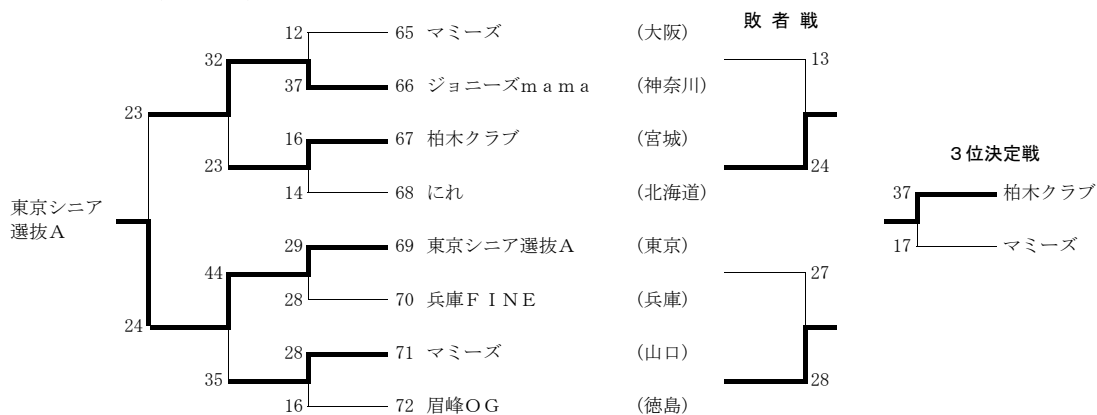 敗 者 戦
12 65 マミーズ (大阪)
32 13
37 66 ジョニーズｍａｍａ (神奈川)
23
16 67 柏木クラブ (宮城)
23 24
３位決定戦
14 68 にれ (北海道) 37 柏木クラブ
東京シニア
選抜Ａ
29 69 東京シニア選抜Ａ (東京) 17 マミーズ
44 27
28 70 兵庫ＦＩＮＥ (兵庫)
24
28 71 マミーズ (山口)
35 28
16 72 眉峰ＯＧ (徳島)